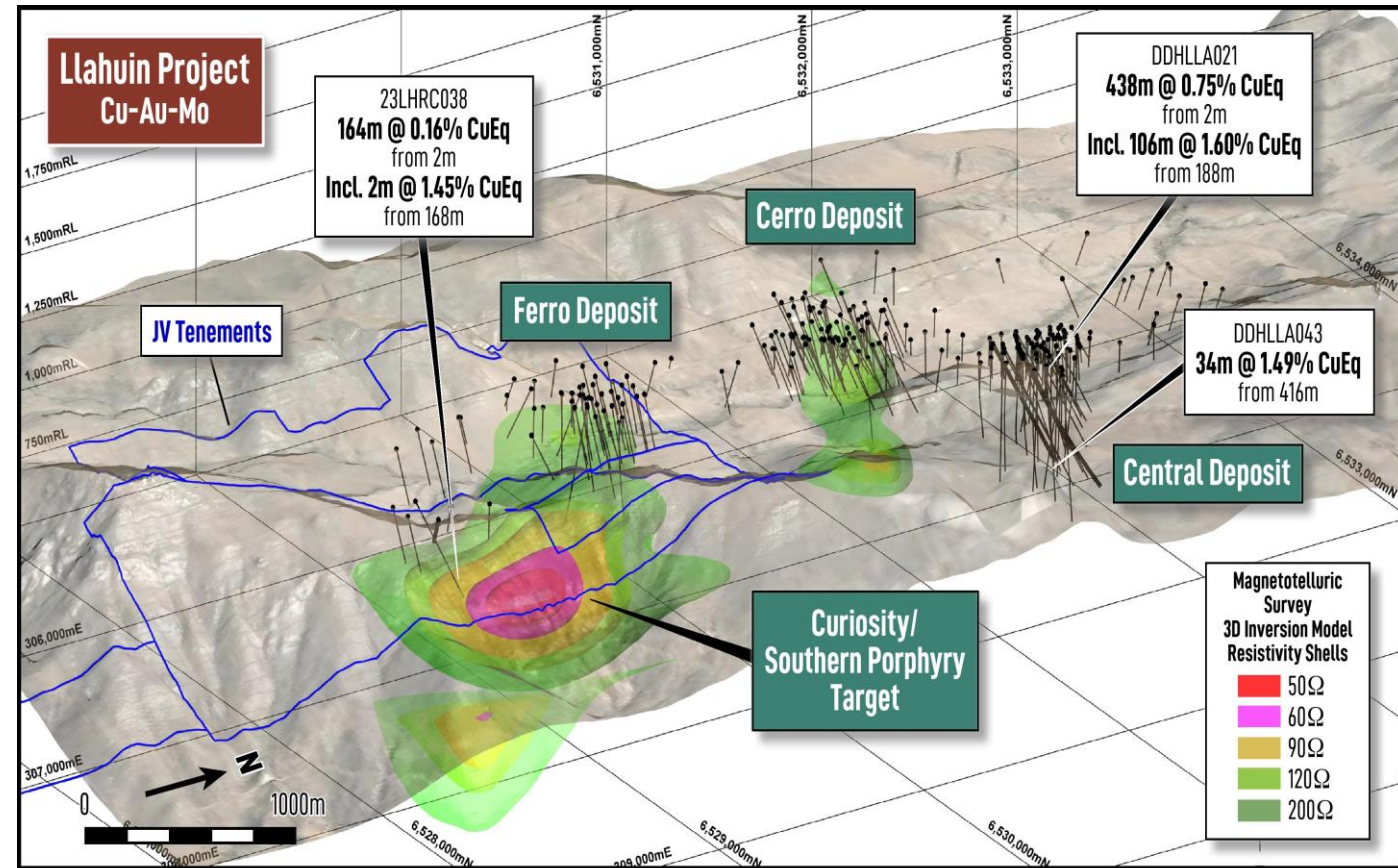 Llahuin Project
Cu-Au-Mo
23LHRC038
164m @ 0.16% CuEq
from 2m
Incl. 2m @ 1.45% CuEq
from 168m
6,531,000mN
6,532,000mN
6,533,000mN
DDHLLA021
438m @ 0.75% CuEq
from 2m
Incl. 106m @ 1.60% CuEq
from 188m
1,750mRL
1,500mRL
1,250mRL
1,000mRL
750mRL
Cerro Deposit
Ferro Deposit
JV Tenements
6,534,000mN
DDHLLA043
34m @ 1.49% CuEq
from 416m
6,533,000mN
Central Deposit
Curiosity/
Southern Porphyry
Target
Magnetotelluric
Survey
3D Inversion Model
Resistivity Shells
50Ω
60Ω
90Ω
120Ω
200Ω
306,000mE
307,000mE
N
0
1000m
6,528,000mN
6,529,000mN
6,530,000mN